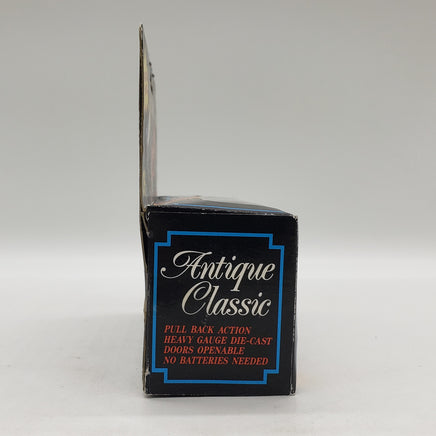 Antique
Classic
PULL BACK ACTION
HEAVY GAUGE DIE-CAST
DOORS OPENABLE
NO BATTERIES NEEDED